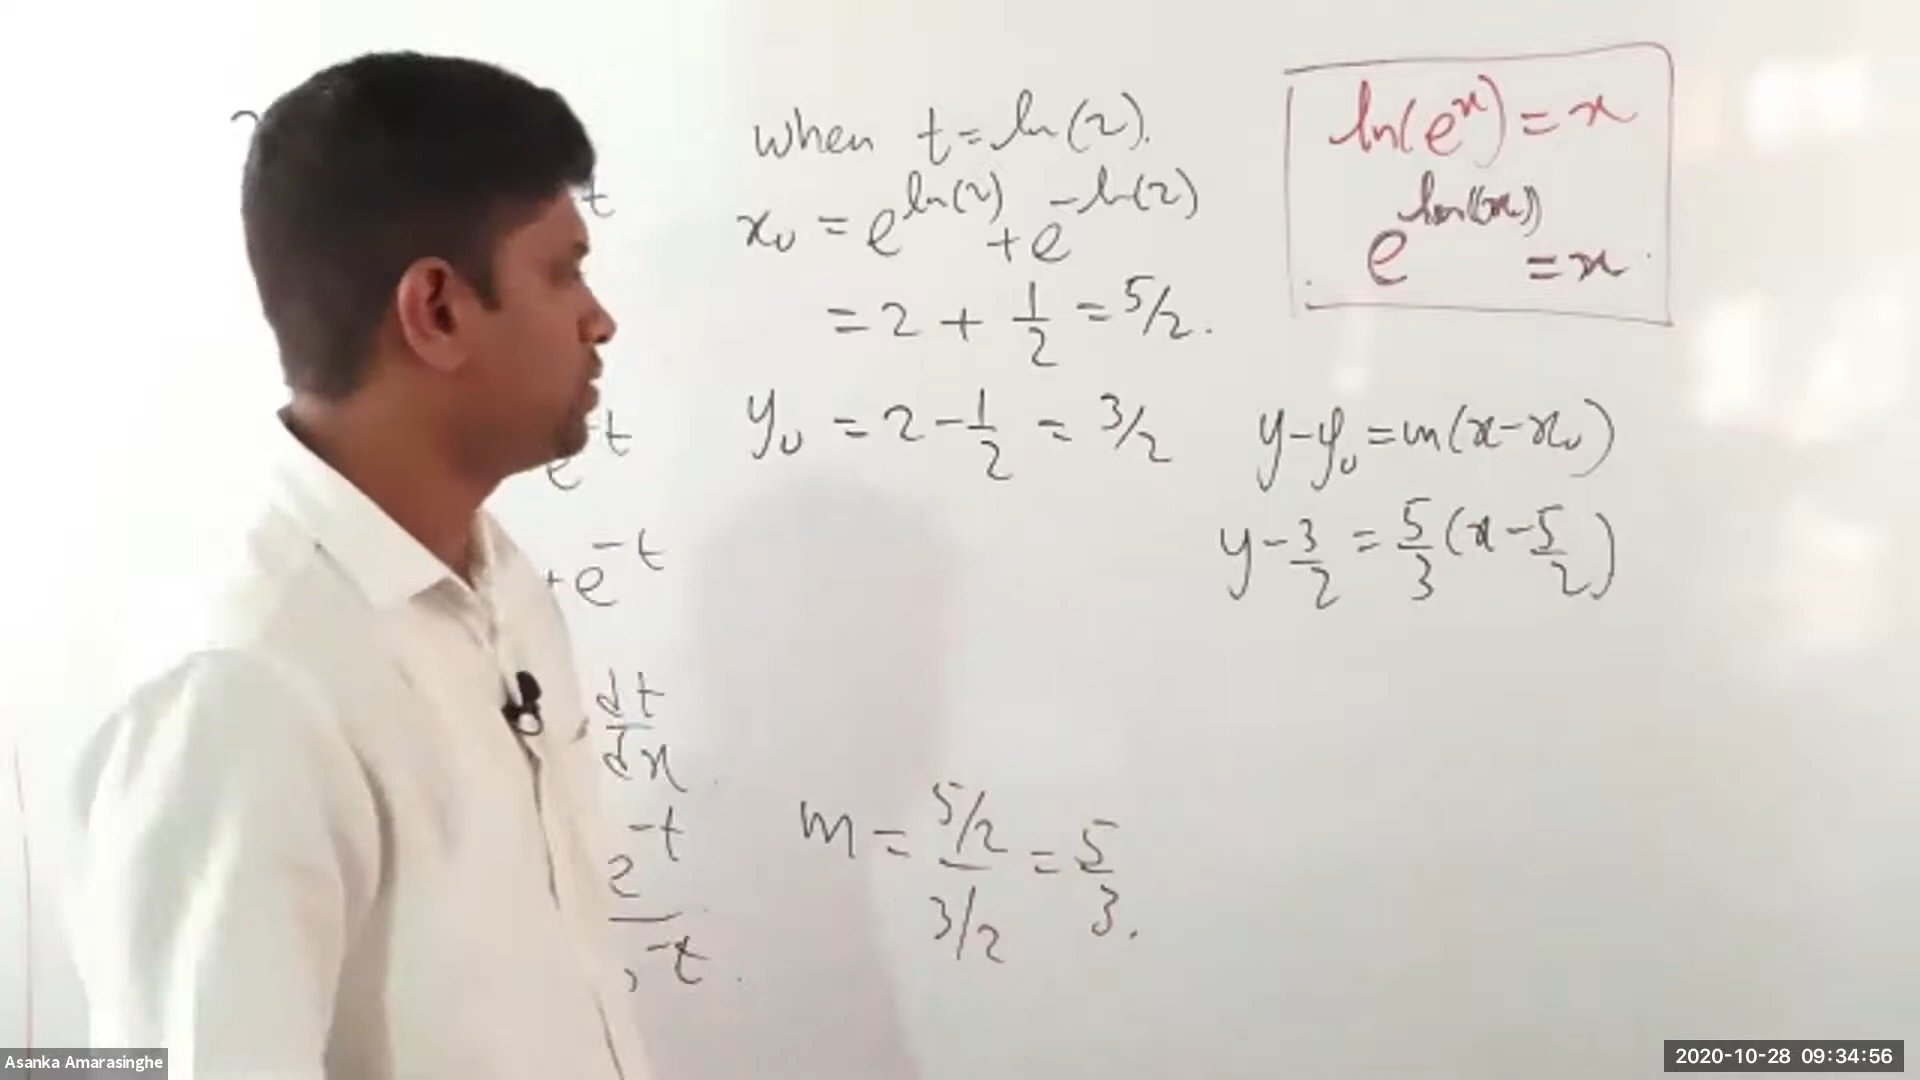 t
-t
e
+e^-t
dt/dx
e^-t
-t.
When t = ln(2).
x₀ = e^ln(2) + e^-ln(2)
= 2 + 1/2 = 5/2.
y₀ = 2 - 1/2 = 3/2
m = (5/2)/(3/2) = 5/3.
ln(e^x) = x
e^ln(x) = x
y - y₀ = m(x - x₀)
y - 3/2 = 5/3 (x - 5/2)
Asanka Amarasinghe
2020-10-28 09:34:56